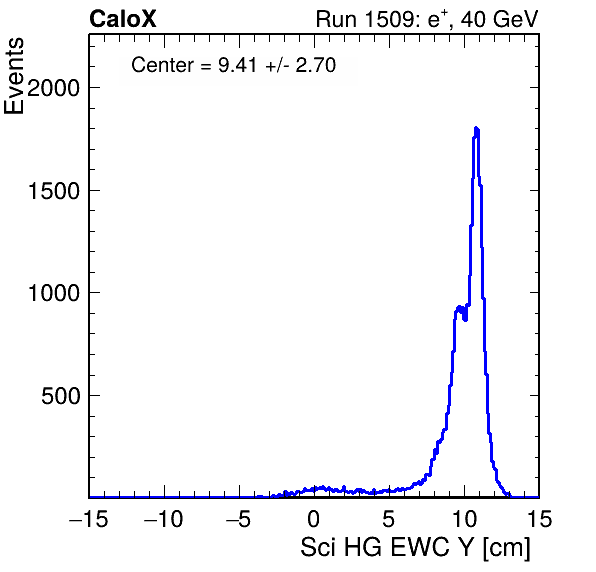 CaloX Run 1509: e⁺, 40 GeV
Center = 9.41 +/- 2.70
Events
2000
1500
1000
500
−15 −10 −5 0 5 10 15
Sci HG EWC Y [cm]